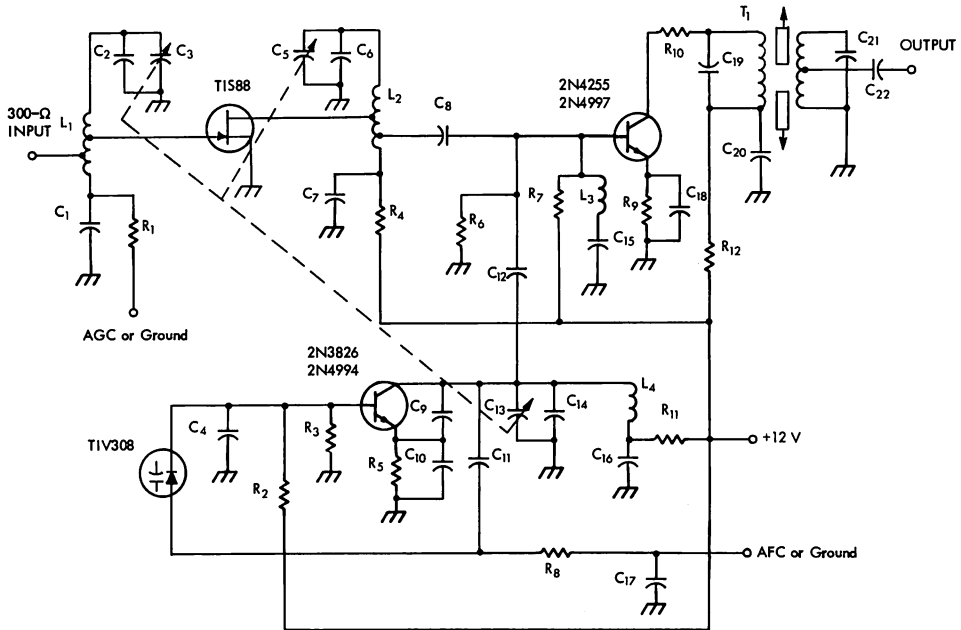 T1
C2
C3
C5
C6
R10
C19
C21
OUTPUT
C22
TIS88
L2
2N4255
2N4997
300-Ω
INPUT
L1
C8
C20
C7
R4
R7
L3
R9
C18
C1
R1
R6
C15
R12
C12
AGC or Ground
2N3826
2N4994
L4
C9
C13
C14
R11
C4
R3
+12 V
TIV308
R5
C10
C11
C16
R2
AFC or Ground
R8
C17